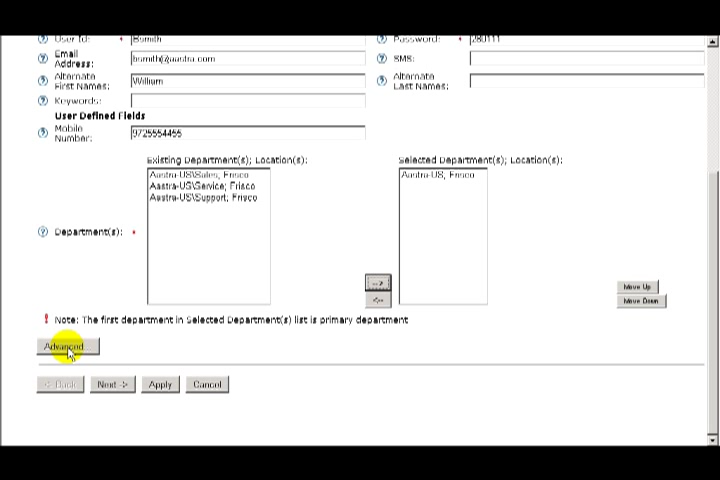 User Id: * Bsmith Password: * 280111
Email Address: bsmith@aastra.com SMS:
Alternate First Names: William Alternate Last Names:
Keywords:
User Defined Fields
Mobile Number: 9725554455
Existing Department(s); Location(s): Selected Department(s); Location(s):
Aastra-US\Sales; Frisco Aastra-US; Frisco
Aastra-US\Service; Frisco
Aastra-US\Support; Frisco
Department(s): *
-->
<--
Move Up
Move Down
! Note: The first department in Selected Department(s) list is primary department
Advanced...
<- Back Next -> Apply Cancel